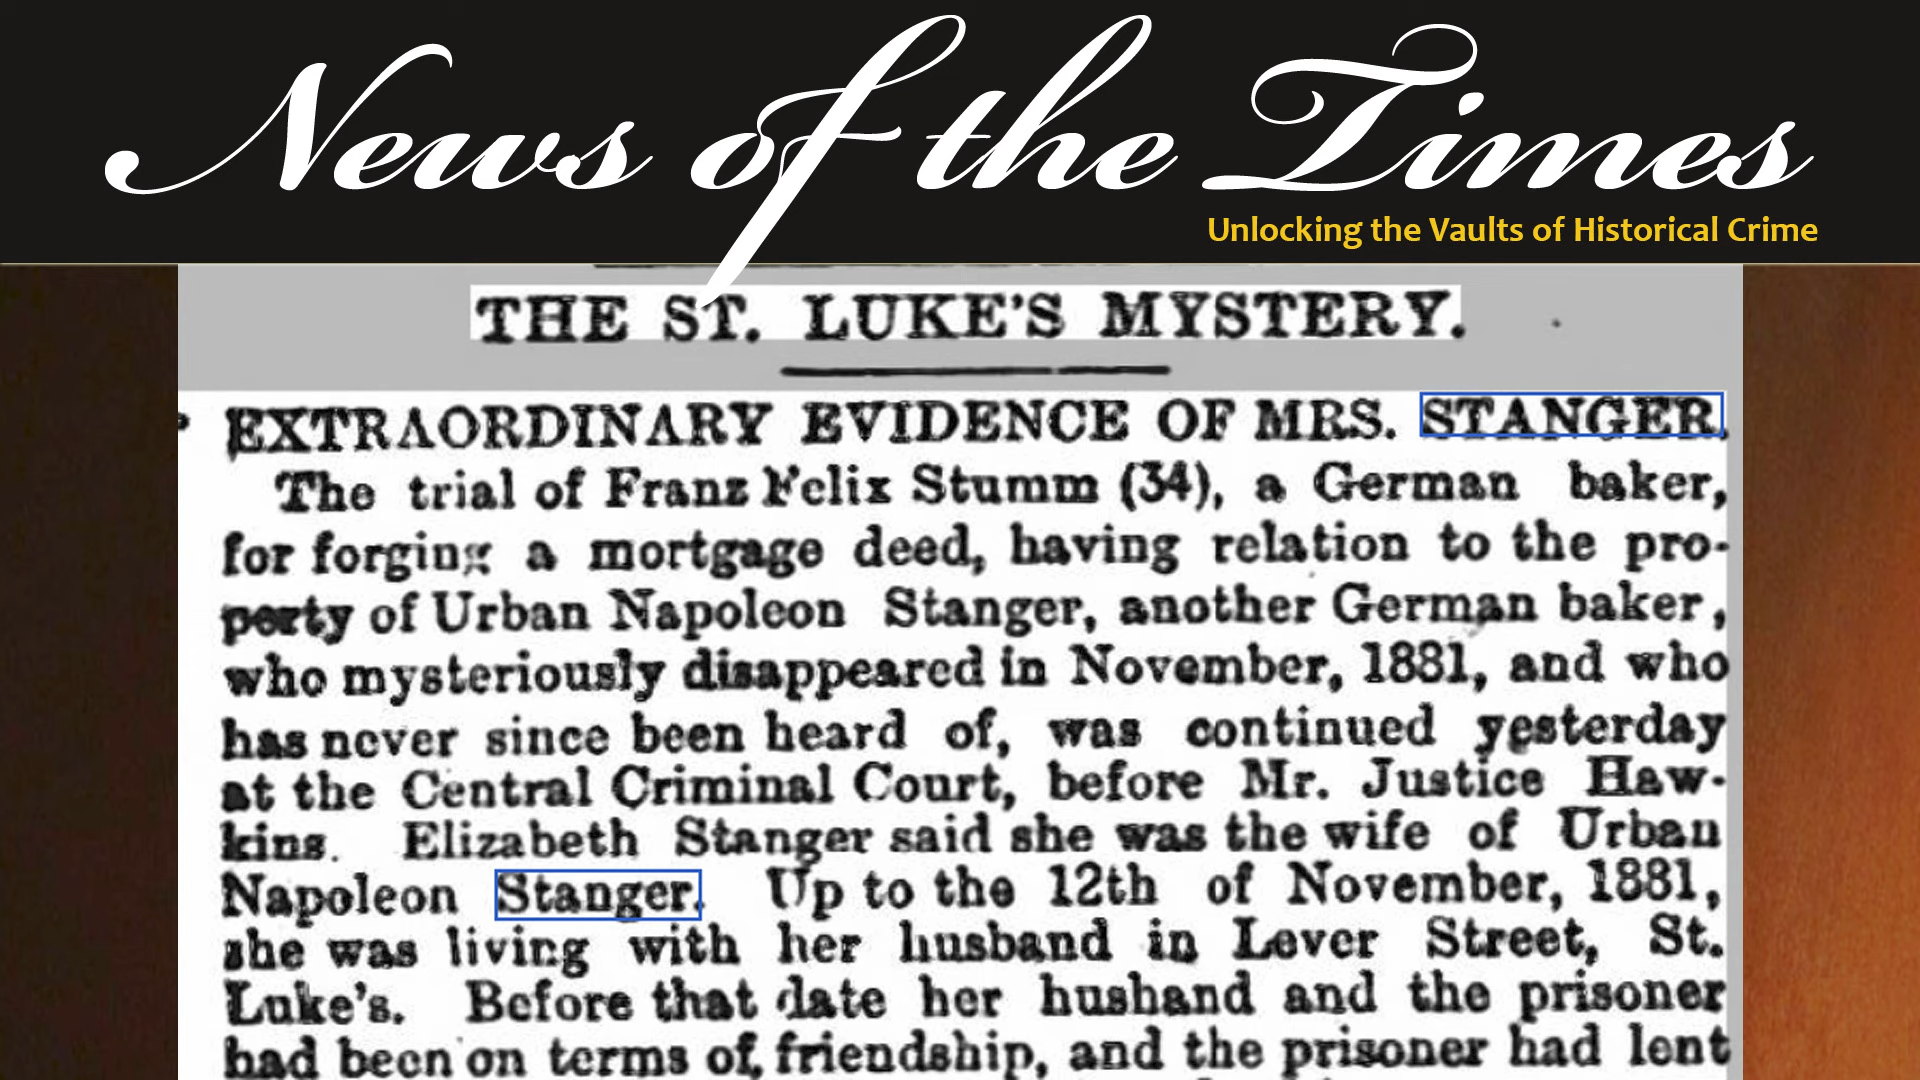 News of the Times
Unlocking the Vaults of Historical Crime
THE ST. LUKE'S MYSTERY.
EXTRAORDINARY EVIDENCE OF MRS. STANGER.
The trial of Franz Felix Stumm (34), a German baker,
for forging a mortgage deed, having relation to the pro-
perty of Urban Napoleon Stanger, another German baker,
who mysteriously disappeared in November, 1881, and who
has never since been heard of, was continued yesterday
at the Central Criminal Court, before Mr. Justice Haw-
kins. Elizabeth Stanger said she was the wife of Urban
Napoleon Stanger. Up to the 12th of November, 1881,
she was living with her husband in Lever Street, St.
Luke's. Before that date her husband and the prisoner
had been on terms of friendship, and the prisoner had lent